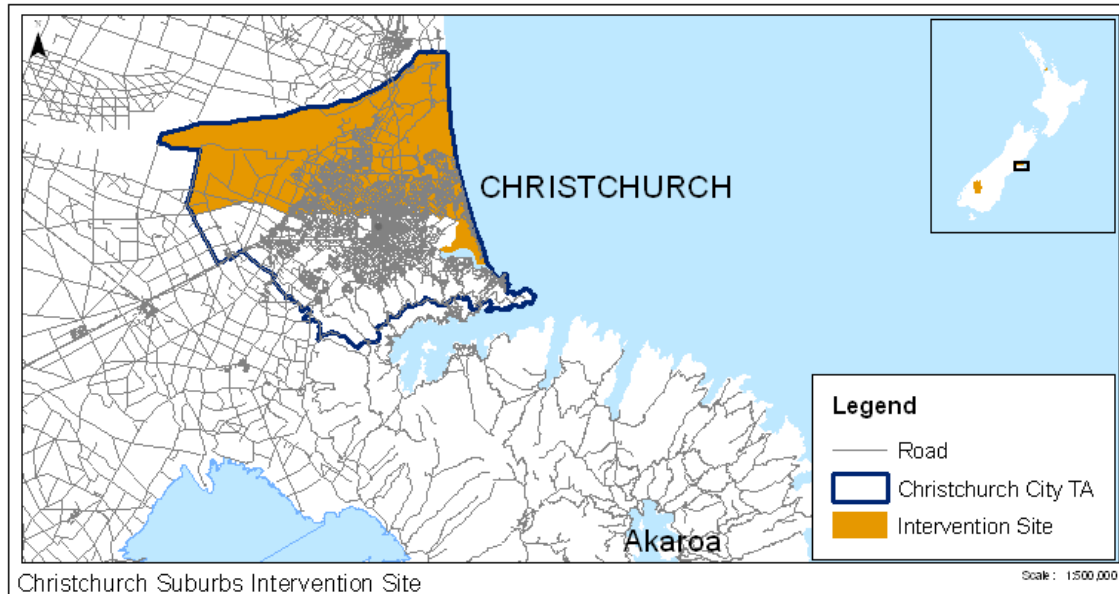 CHRISTCHURCH
Akaroa
Legend
Road
Christchurch City TA
Intervention Site
Christchurch Suburbs Intervention Site
Scale : 1:500,000